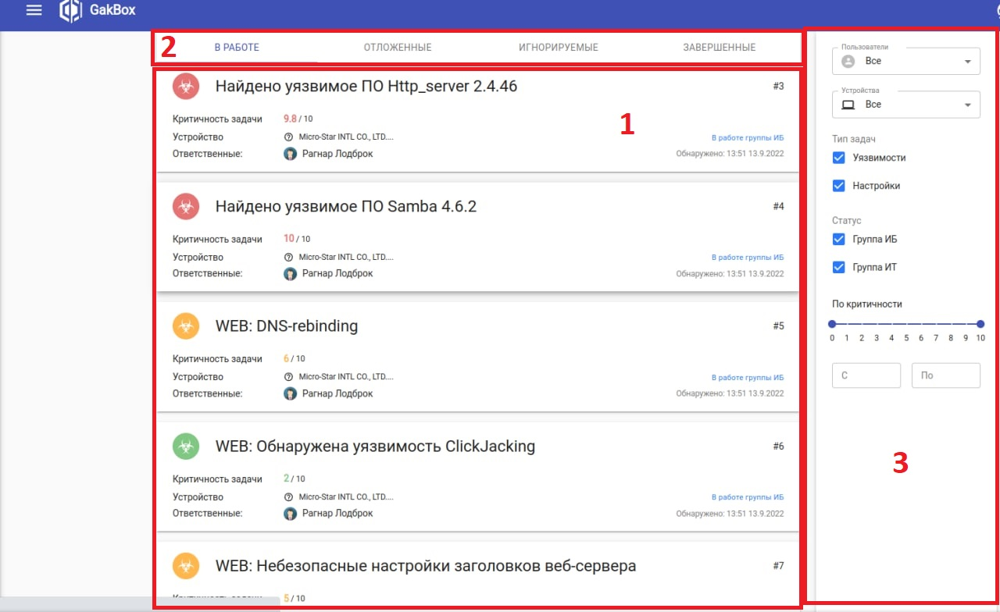 GakBox
2
В РАБОТЕ ОТЛОЖЕННЫЕ ИГНОРИРУЕМЫЕ ЗАВЕРШЕННЫЕ
1
Найдено уязвимое ПО Http_server 2.4.46 #3
Критичность задачи 9.8 / 10
Устройство Micro-Star INTL CO., LTD.... В работе группы ИБ
Ответственные: Рагнар Лодброк Обнаружено: 13:51 13.9.2022
Найдено уязвимое ПО Samba 4.6.2 #4
Критичность задачи 10 / 10
Устройство Micro-Star INTL CO., LTD.... В работе группы ИБ
Ответственные: Рагнар Лодброк Обнаружено: 13:51 13.9.2022
WEB: DNS-rebinding #5
Критичность задачи 6 / 10
Устройство Micro-Star INTL CO., LTD.... В работе группы ИБ
Ответственные: Рагнар Лодброк Обнаружено: 13:51 13.9.2022
WEB: Обнаружена уязвимость ClickJacking #6
Критичность задачи 2 / 10
Устройство Micro-Star INTL CO., LTD.... В работе группы ИБ
Ответственные: Рагнар Лодброк Обнаружено: 13:51 13.9.2022
WEB: Небезопасные настройки заголовков веб-сервера #7
Критичность задачи 5 / 10
Пользователи
Все
Устройства
Все
Тип задач
Уязвимости
Настройки
Статус
Группа ИБ
Группа ИТ
По критичности
0 1 2 3 4 5 6 7 8 9 10
С По
3